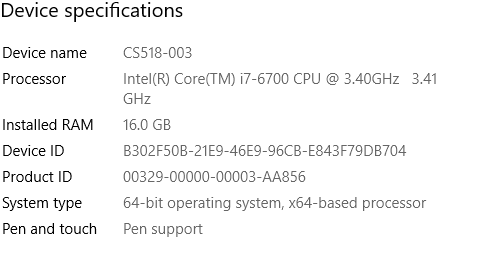 Device specifications
Device name CS518-003
Processor Intel(R) Core(TM) i7-6700 CPU @ 3.40GHz 3.41
GHz
Installed RAM 16.0 GB
Device ID B302F50B-21E9-46E9-96CB-E843F79DB704
Product ID 00329-00000-00003-AA856
System type 64-bit operating system, x64-based processor
Pen and touch Pen support